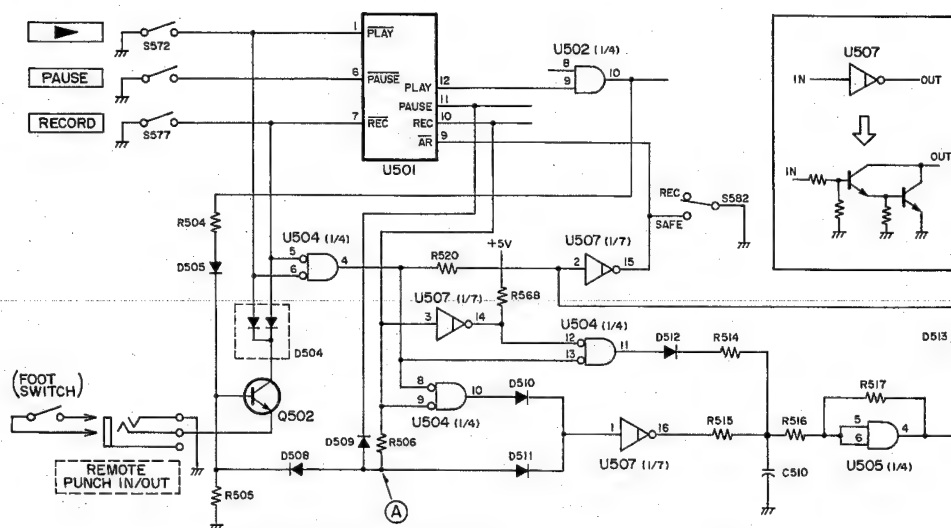 ▶
S572
1
PLAY
PAUSE
6
PAUSE
RECORD
S577
7
REC
PLAY
12
PAUSE
11
REC
10
AR
9
U501
U502 (1/4)
8
9
10
U507
IN
OUT
IN
OUT
REC
SAFE
S582
R504
D505
U504 (1/4)
5
6
4
R520
+5V
R568
U507 (1/7)
2
15
U507 (1/7)
3
14
U504 (1/4)
12
13
11
D512
R514
D513
D504
(FOOT
SWITCH)
Q502
8
9
10
U504 (1/4)
D510
R517
D509
R506
1
16
U507 (1/7)
R515
R516
5
6
4
U505 (1/4)
REMOTE
PUNCH IN/OUT
D508
D511
C510
R505
A